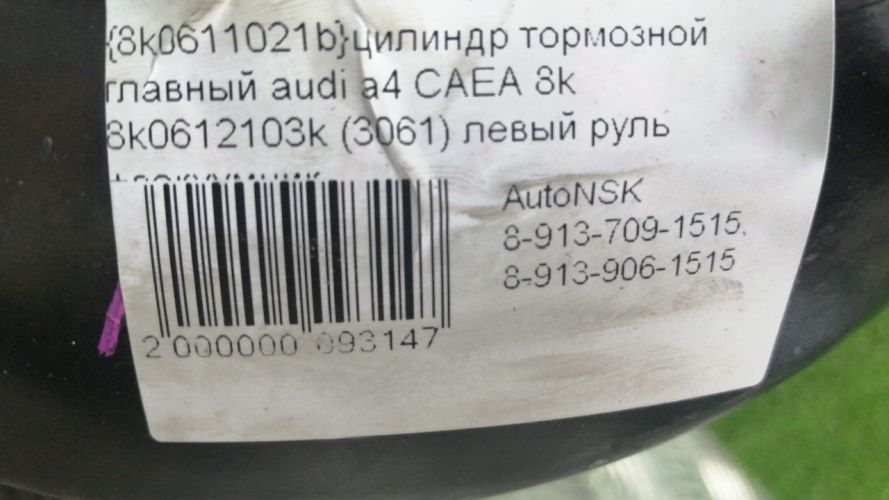 {8k0611021b}цилиндр тормозной
главный audi a4 CAEA 8k
8k0612103k (3061) левый руль
AutoNSK
8-913-709-1515,
8-913-906-1515
2 000000 093147